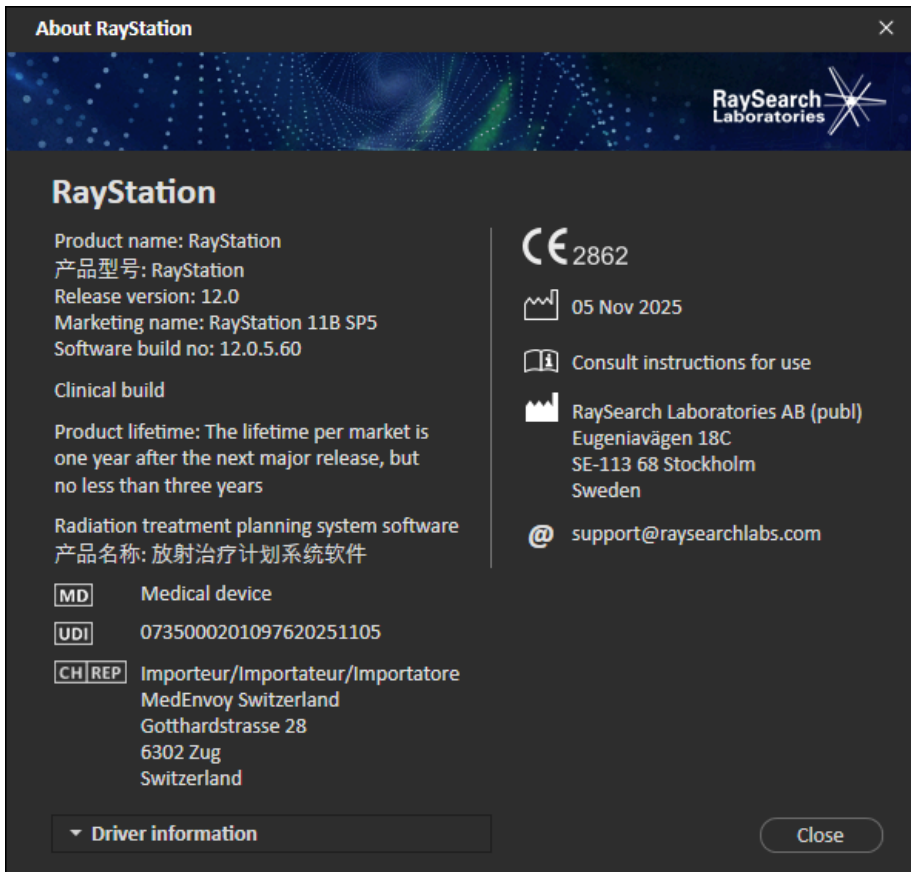 About RayStation
RaySearch
Laboratories
RayStation
Product name: RayStation
产品型号: RayStation
Release version: 12.0
Marketing name: RayStation 11B SP5
Software build no: 12.0.5.60
Clinical build
Product lifetime: The lifetime per market is
one year after the next major release, but
no less than three years
Radiation treatment planning system software
产品名称: 放射治疗计划系统软件
MD Medical device
UDI 0735000201097620251105
CH REP Importeur/Importateur/Importatore
MedEnvoy Switzerland
Gotthardstrasse 28
6302 Zug
Switzerland
CE 2862
05 Nov 2025
Consult instructions for use
RaySearch Laboratories AB (publ)
Eugeniavägen 18C
SE-113 68 Stockholm
Sweden
@ support@raysearchlabs.com
Driver information
Close